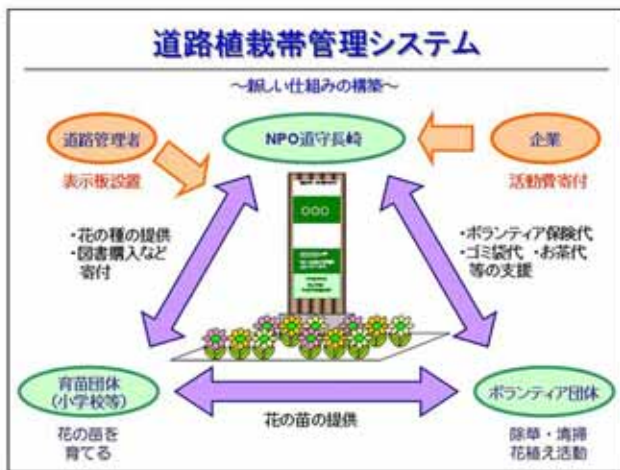 道路植栽帯管理システム
～新しい仕組みの構築～
道路管理者
NPO道守長崎
企業
表示板設置
活動費寄付
・花の種の提供
・図書購入など
寄付
・ボランティア保険代
・ゴミ袋代 ・お茶代
等の支援
○○○
育苗団体
(小学校等)
ボランティア団体
花の苗の提供
花の苗を
育てる
除草・清掃
花植え活動